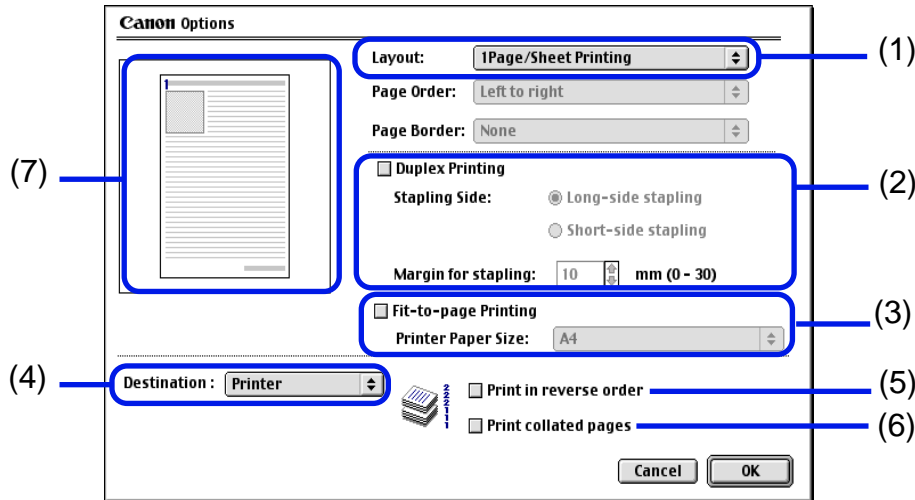 Canon Options
Layout: 1Page/Sheet Printing (1)
Page Order: Left to right
Page Border: None
1
(7)
Duplex Printing (2)
Stapling Side: Long-side stapling
Short-side stapling
Margin for stapling: 10 mm (0 - 30)
Fit-to-page Printing (3)
Printer Paper Size: A4
(4) Destination : Printer
222111
Print in reverse order (5)
Print collated pages (6)
Cancel OK